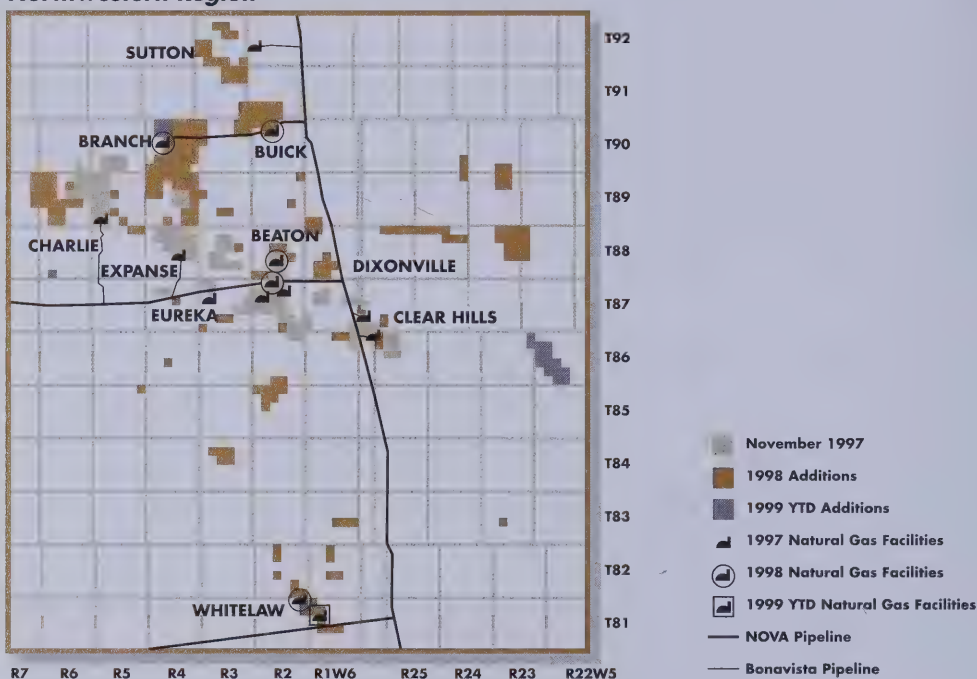 Northwestern Region
SUTTON
BRANCH
BUICK
CHARLIE
BEATON
EXPANSE
DIXONVILLE
EUREKA
CLEAR HILLS
WHITELAW
T92
T91
T90
T89
T88
T87
T86
T85
T84
T83
T82
T81
R7 R6 R5 R4 R3 R2 R1W6 R25 R24 R23 R22W5
November 1997
1998 Additions
1999 YTD Additions
1997 Natural Gas Facilities
1998 Natural Gas Facilities
1999 YTD Natural Gas Facilities
NOVA Pipeline
Bonavista Pipeline